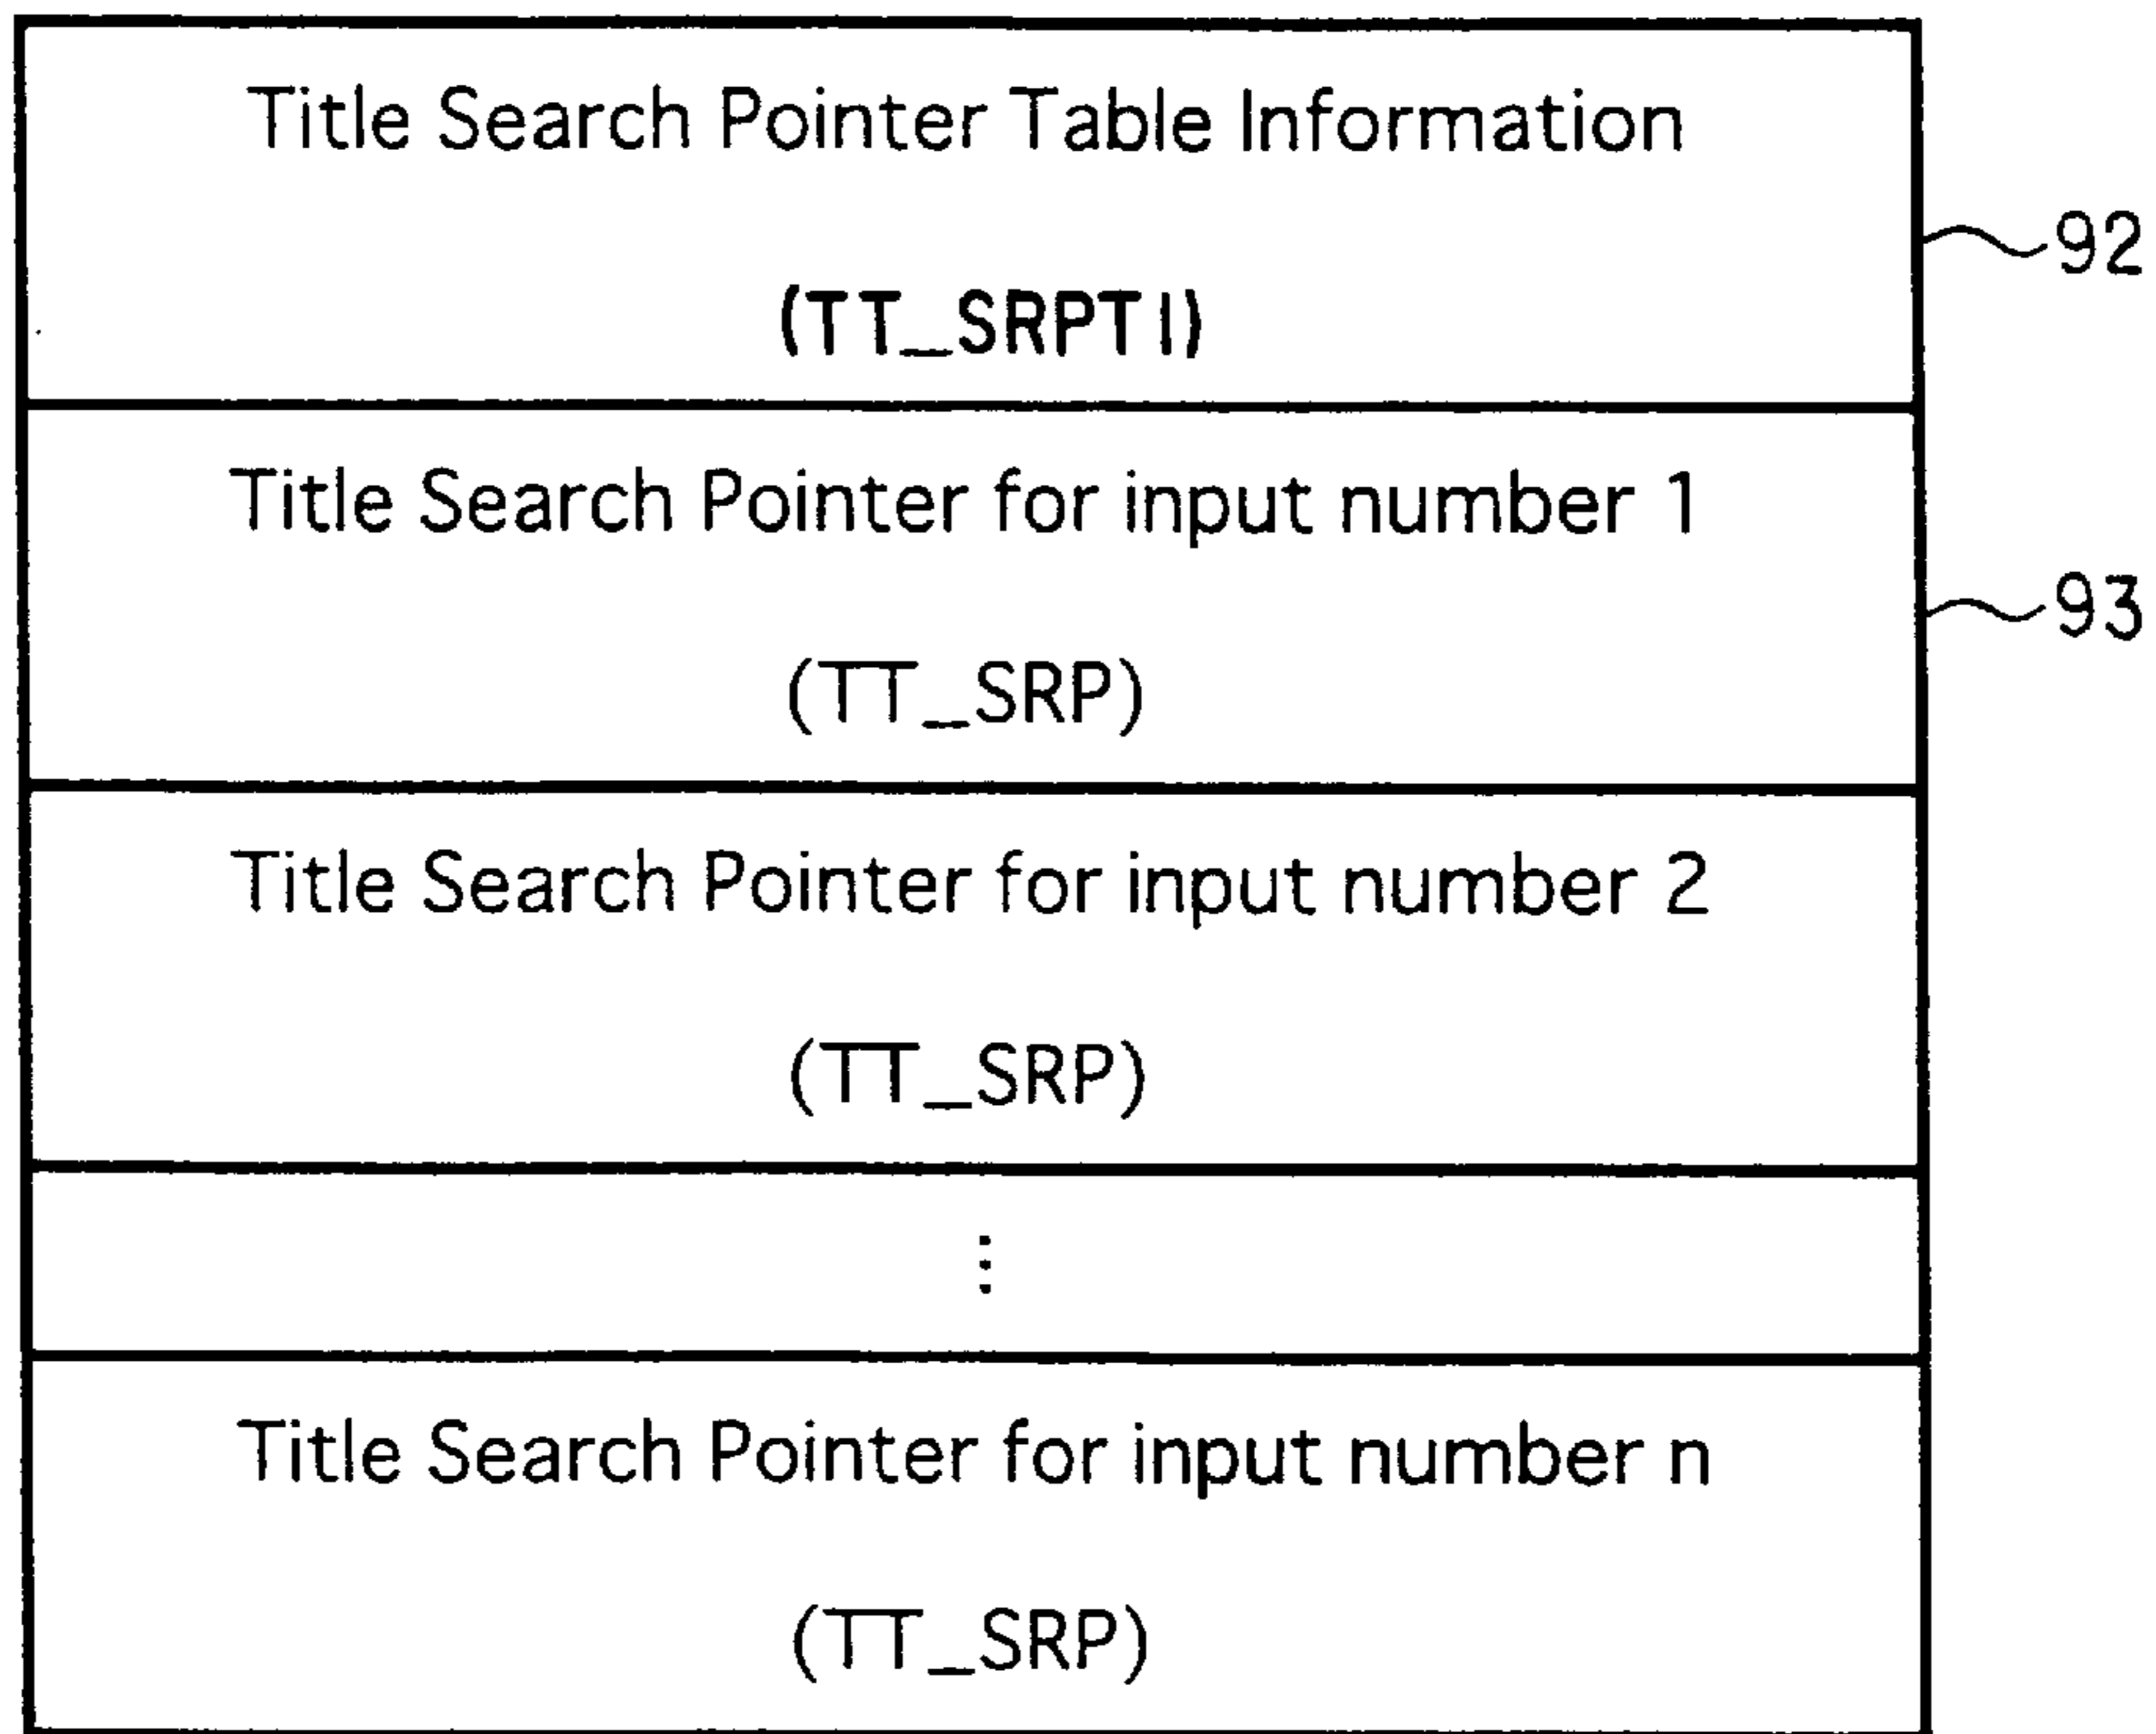 Title Search Pointer Table Information
92
(TT_SRPTI)
Title Search Pointer for input number 1
93
(TT_SRP)
Title Search Pointer for input number 2
(TT_SRP)
⋮
Title Search Pointer for input number n
(TT_SRP)